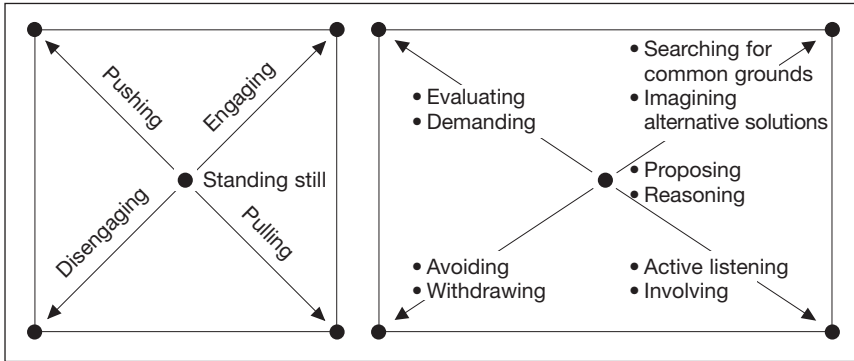 Pushing
Engaging
Standing still
Disengaging
Pulling
• Evaluating
• Demanding
• Searching for
common grounds
• Imagining
alternative solutions
• Proposing
• Reasoning
• Avoiding
• Withdrawing
• Active listening
• Involving